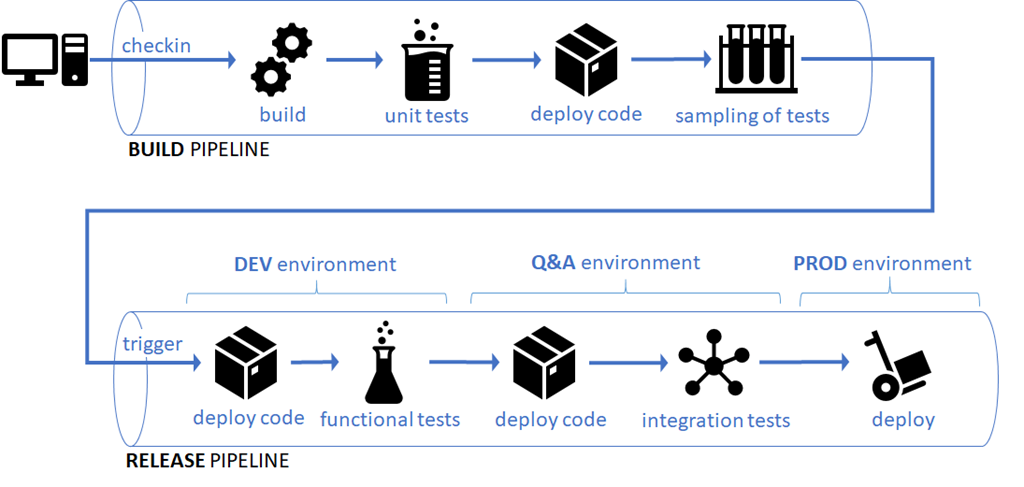 checkin
build
unit tests
deploy code
sampling of tests
BUILD PIPELINE
DEV environment
Q&A environment
PROD environment
trigger
deploy code
functional tests
deploy code
integration tests
deploy
RELEASE PIPELINE